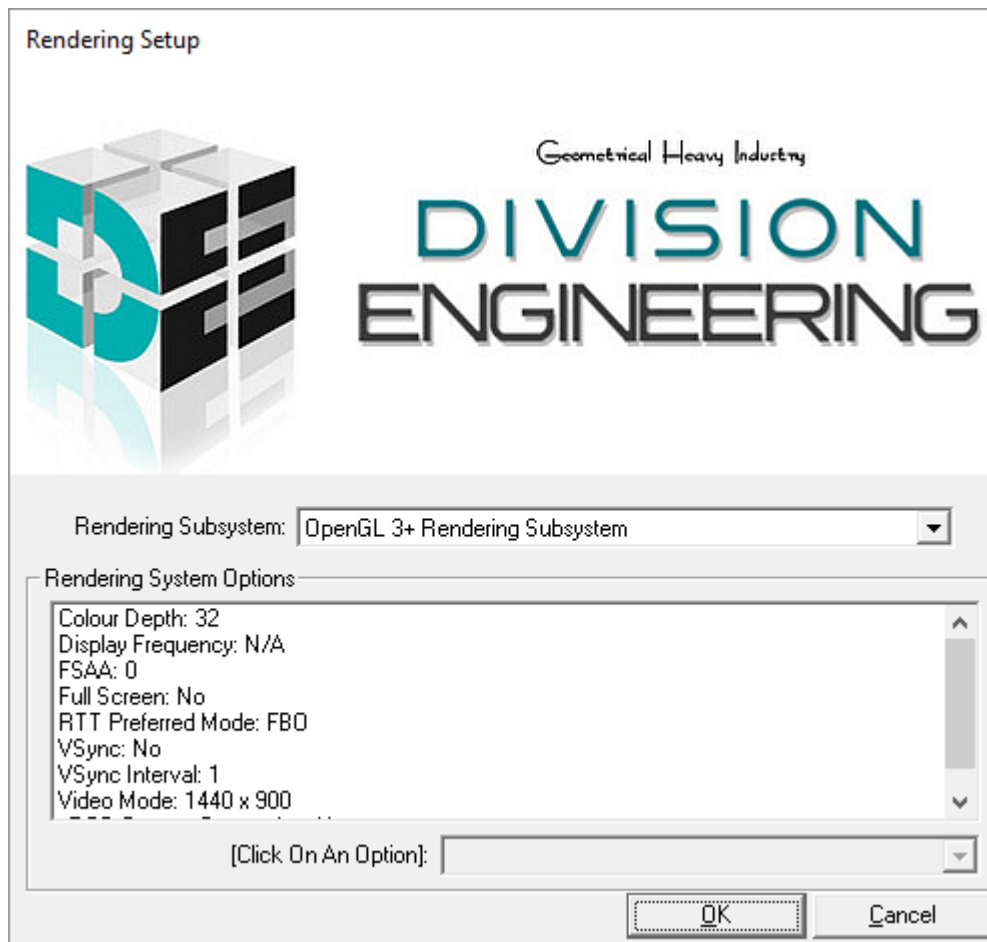 Rendering Setup
Geometrical Heavy Industry
DIVISION
ENGINEERING
DE
Rendering Subsystem: OpenGL 3+ Rendering Subsystem
Rendering System Options
Colour Depth: 32
Display Frequency: N/A
FSAA: 0
Full Screen: No
RTT Preferred Mode: FBO
VSync: No
VSync Interval: 1
Video Mode: 1440 x 900
[Click On An Option]:
OK Cancel